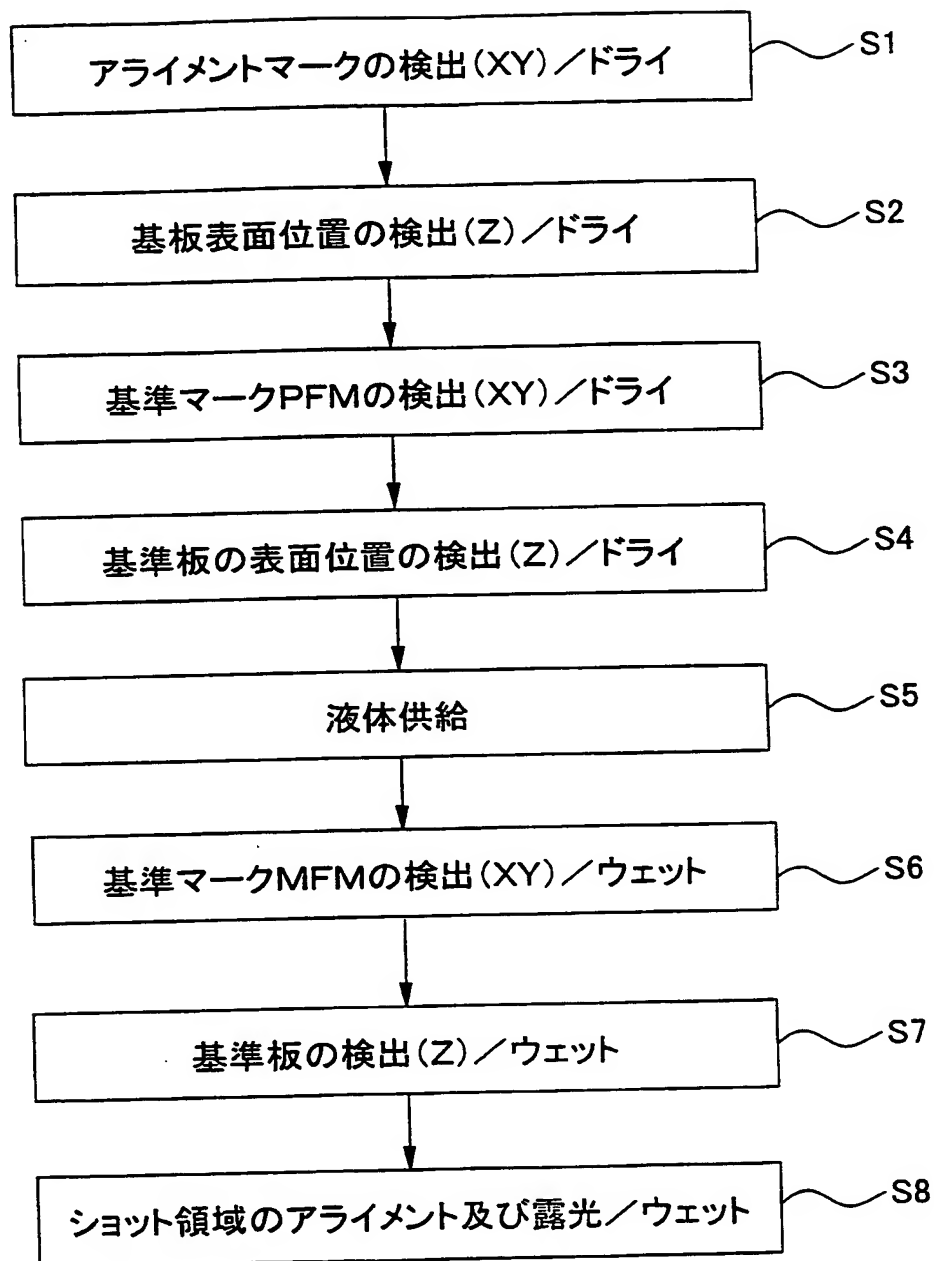 アライメントマークの検出(XY)／ドライ
S1
基板表面位置の検出(Z)／ドライ
S2
基準マークPFMの検出(XY)／ドライ
S3
基準板の表面位置の検出(Z)／ドライ
S4
液体供給
S5
基準マークMFMの検出(XY)／ウェット
S6
基準板の検出(Z)／ウェット
S7
ショット領域のアライメント及び露光／ウェット
S8